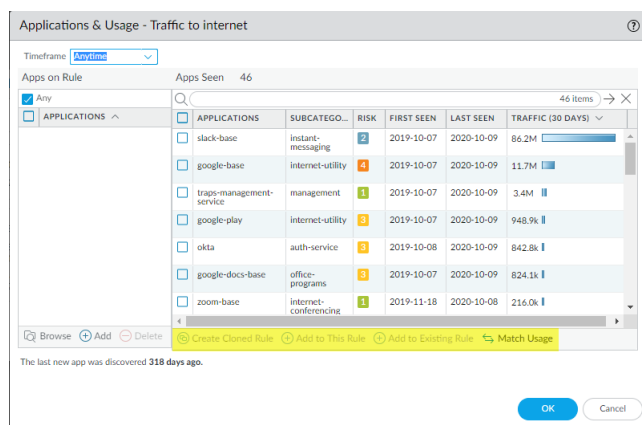 Applications & Usage - Traffic to internet
Timeframe Anytime
Apps on Rule Apps Seen 46
Any 46 items
APPLICATIONS APPLICATIONS SUBCATEGO... RISK FIRST SEEN LAST SEEN TRAFFIC (30 DAYS)
slack-base instant-messaging 2 2019-10-07 2020-10-09 86.2M
google-base internet-utility 4 2019-10-07 2020-10-09 11.7M
traps-management-service management 1 2019-10-07 2020-10-09 3.4M
google-play internet-utility 3 2019-10-07 2020-10-09 948.9k
okta auth-service 3 2019-10-08 2020-10-09 842.8k
google-docs-base office-programs 3 2019-10-07 2020-10-09 824.1k
zoom-base internet-conferencing 1 2019-11-18 2020-10-08 216.0k
Browse Add Delete Create Cloned Rule Add to This Rule Add to Existing Rule Match Usage
The last new app was discovered 318 days ago.
OK Cancel